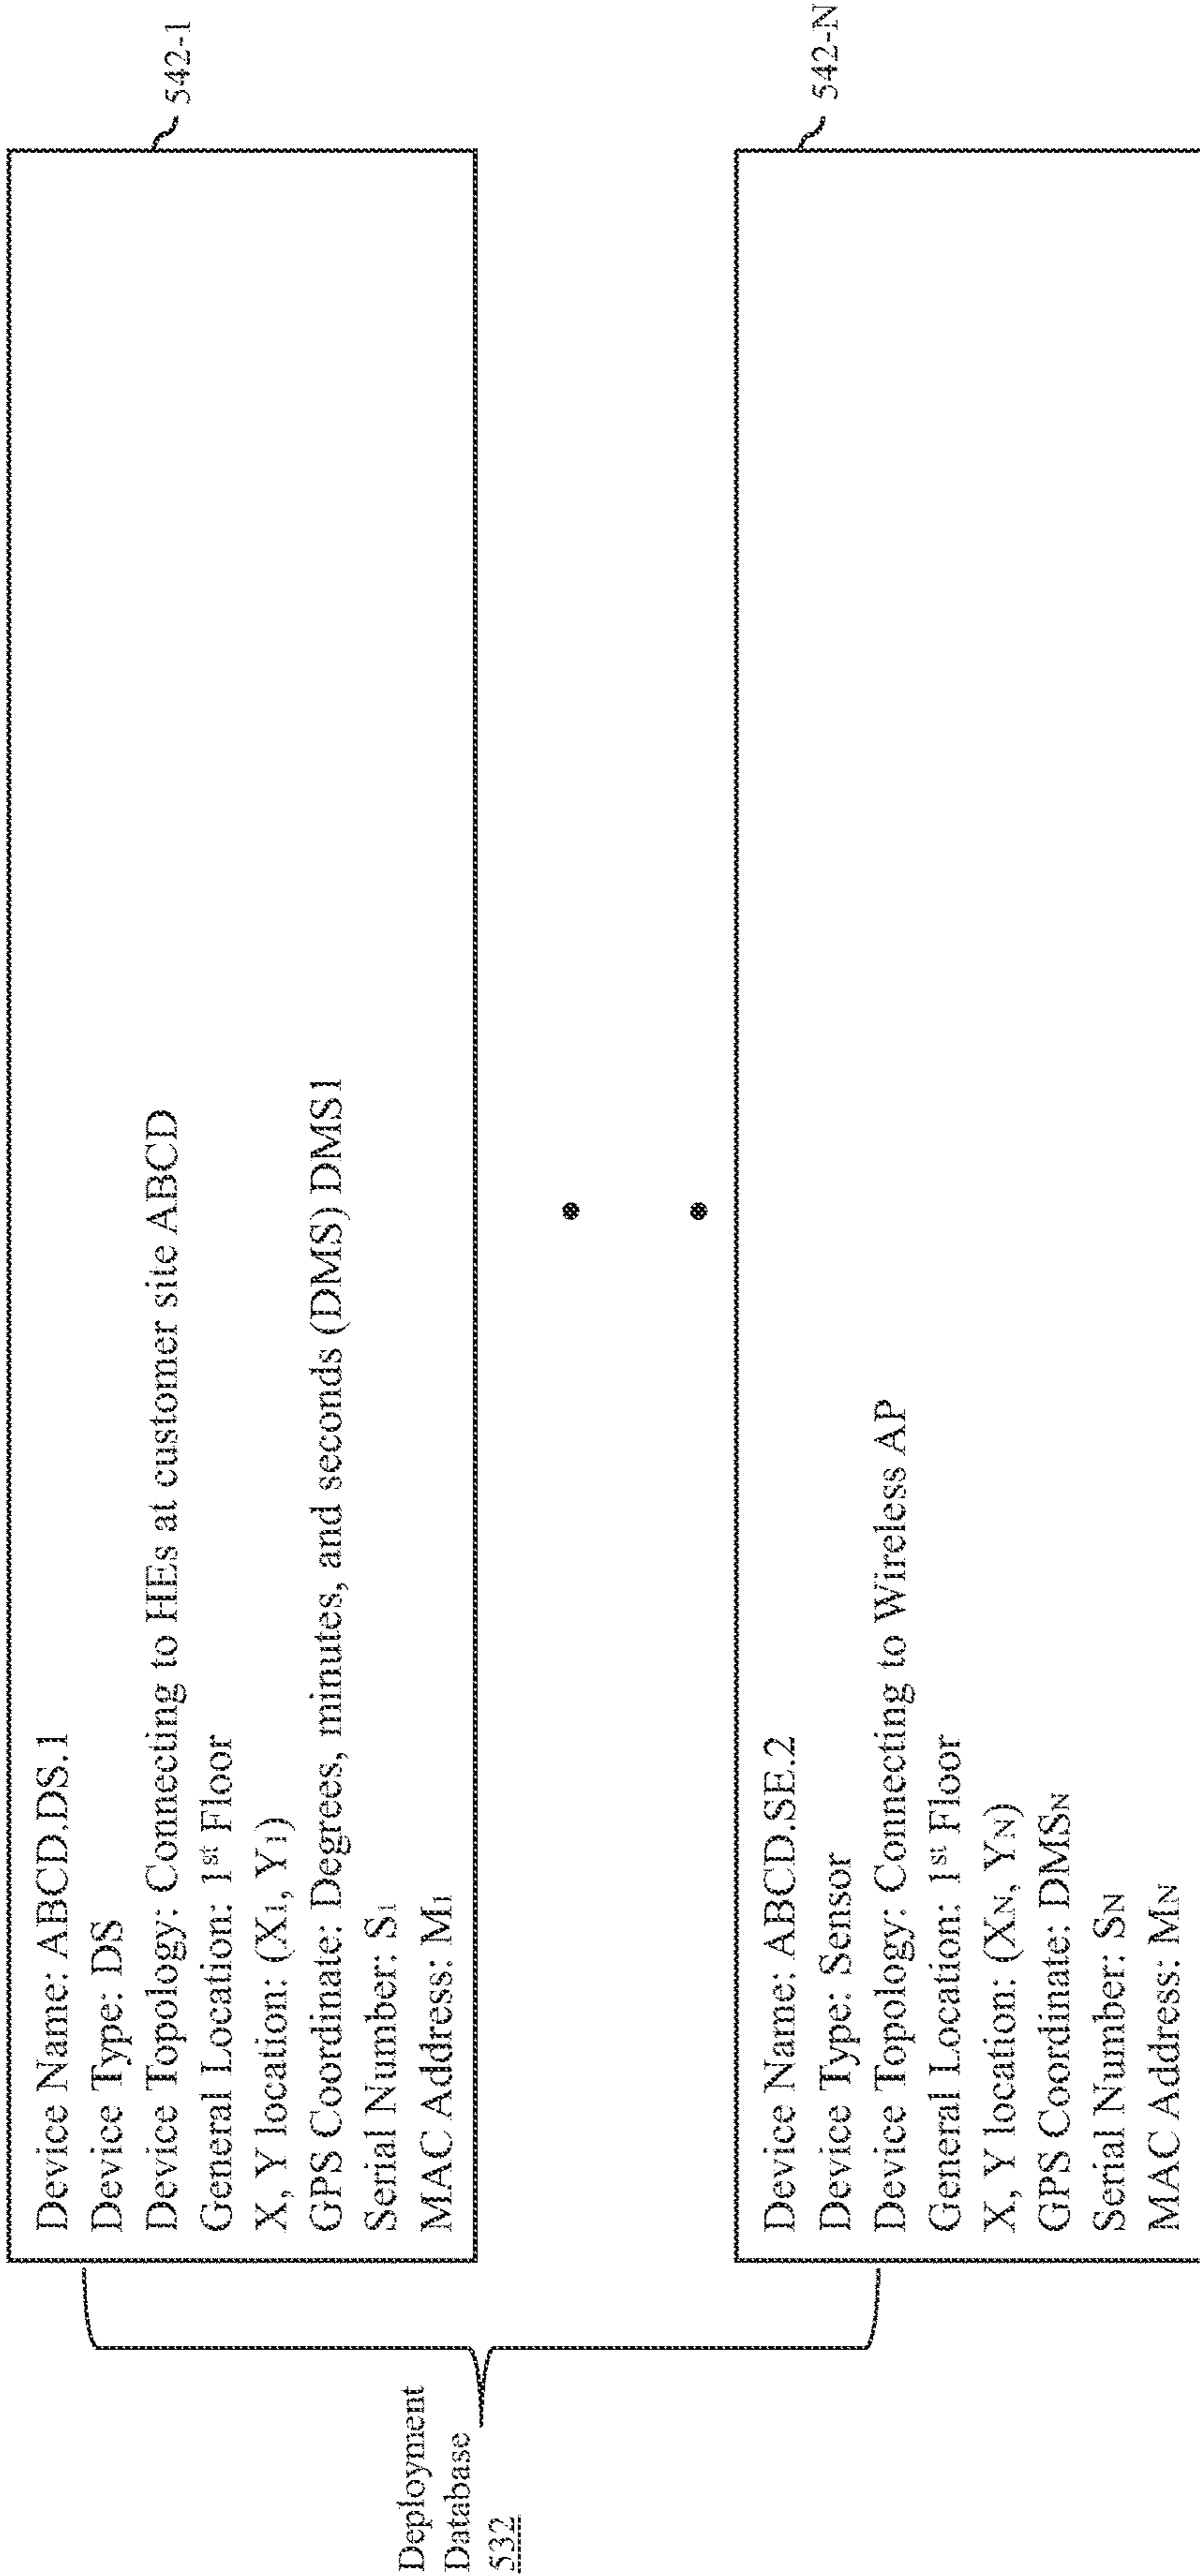 Device Name: ABCD.DS.1
Device Type: DS
Device Topology: Connecting to HEs at customer site ABCD
General Location: 1st Floor
X, Y location: (X1, Y1)
GPS Coordinate: Degrees, minutes, and seconds (DMS) DMS1
Serial Number: S1
MAC Address: M1
542-1
Deployment
Database
532
Device Name: ABCD.SE.2
Device Type: Sensor
Device Topology: Connecting to Wireless AP
General Location: 1st Floor
X, Y location: (XN, YN)
GPS Coordinate: DMSN
Serial Number: SN
MAC Address: MN
542-N